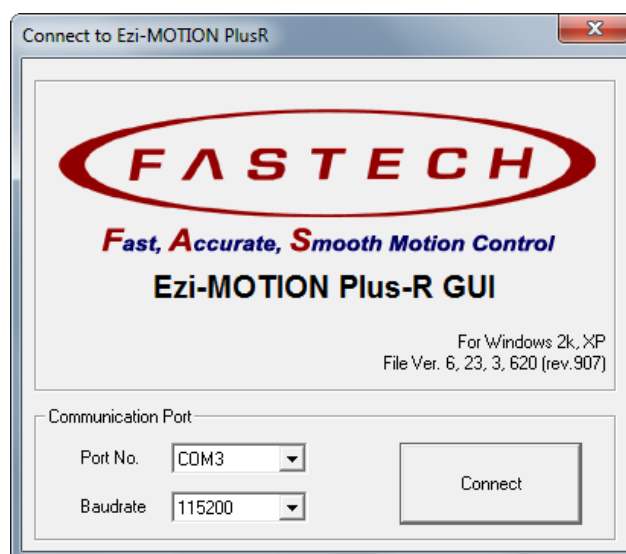 Connect to Ezi-MOTION PlusR
FASTECH
Fast, Accurate, Smooth Motion Control
Ezi-MOTION Plus-R GUI
For Windows 2k, XP
File Ver. 6, 23, 3, 620 (rev.907)
Communication Port
Port No. COM3
Connect
Baudrate 115200